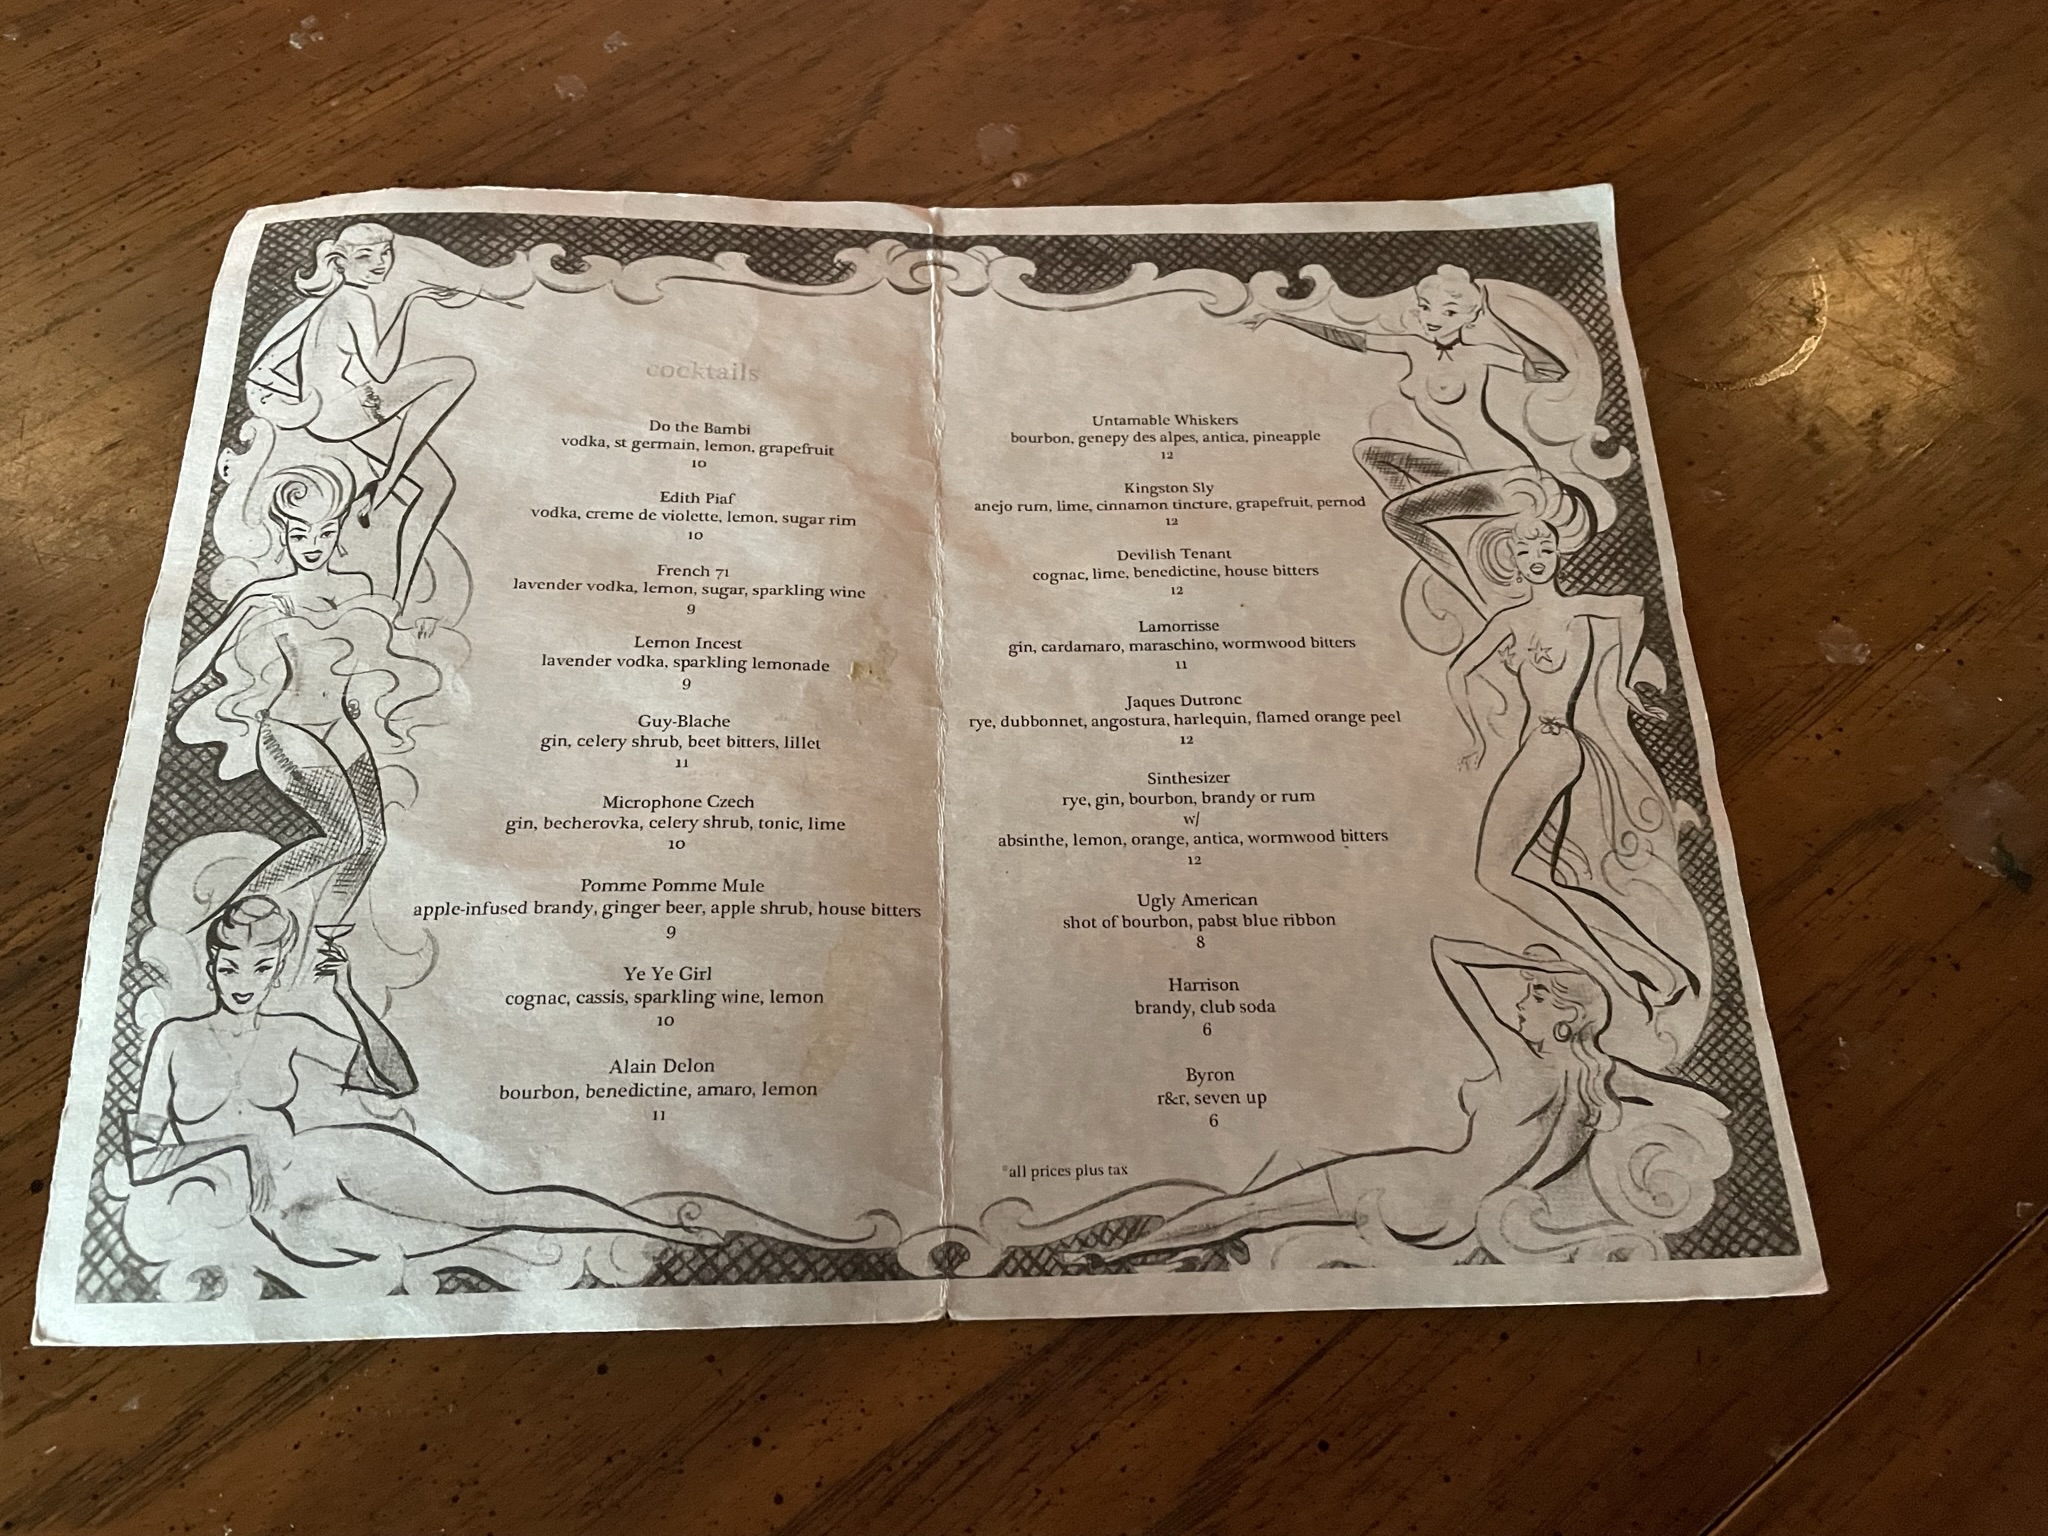 cocktails
Do the Bambi
vodka, st germain, lemon, grapefruit
10
Edith Piaf
vodka, creme de violette, lemon, sugar rim
10
French 71
lavender vodka, lemon, sugar, sparkling wine
9
Lemon Incest
lavender vodka, sparkling lemonade
9
Guy-Blache
gin, celery shrub, beet bitters, lillet
11
Microphone Czech
gin, becherovka, celery shrub, tonic, lime
10
Pomme Pomme Mule
apple-infused brandy, ginger beer, apple shrub, house bitters
9
Ye Ye Girl
cognac, cassis, sparkling wine, lemon
10
Alain Delon
bourbon, benedictine, amaro, lemon
11
Untamable Whiskers
bourbon, genepy des alpes, antica, pineapple
12
Kingston Sly
anejo rum, lime, cinnamon tincture, grapefruit, pernod
12
Devilish Tenant
cognac, lime, benedictine, house bitters
12
Lamorrisse
gin, cardamaro, maraschino, wormwood bitters
11
Jaques Dutronc
rye, dubbonnet, angostura, harlequin, flamed orange peel
12
Sinthesizer
rye, gin, bourbon, brandy or rum
w/
absinthe, lemon, orange, antica, wormwood bitters
12
Ugly American
shot of bourbon, pabst blue ribbon
8
Harrison
brandy, club soda
6
Byron
r&r, seven up
6
*all prices plus tax